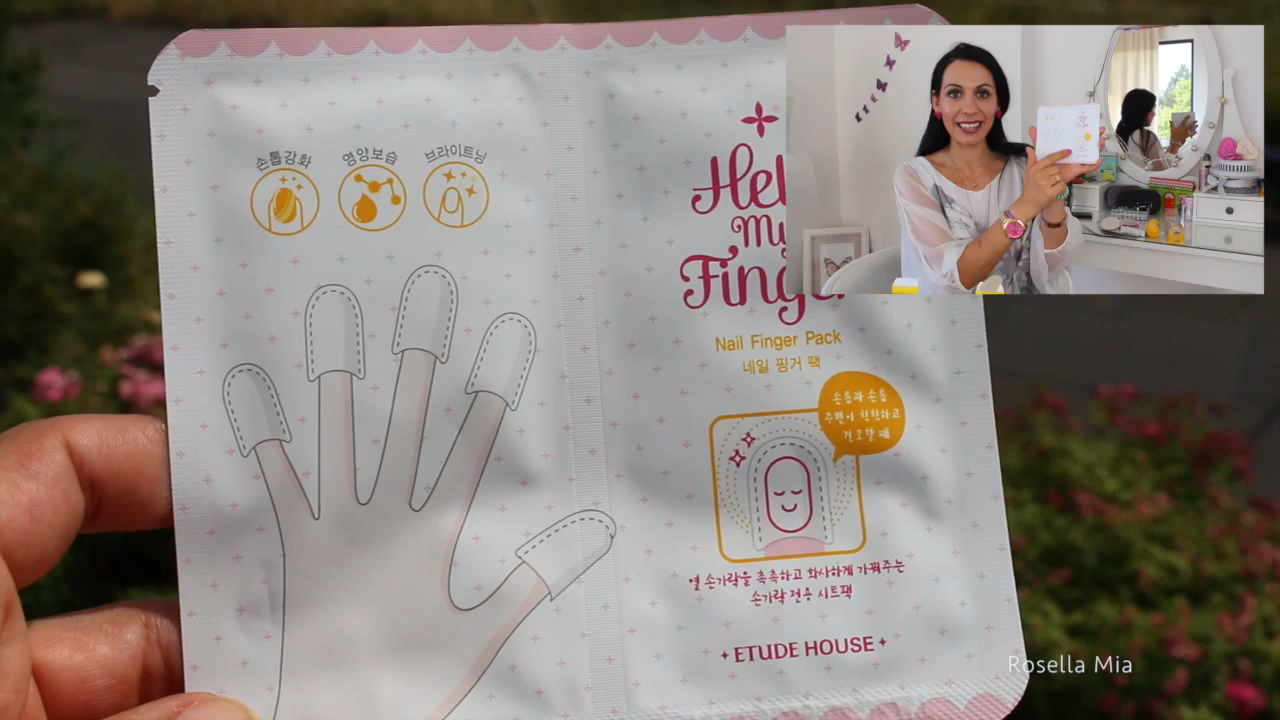 손톱강화
영양보습
브라이트닝
My
Nail Finger Pack
네일 핑거 팩
손톱과 손톱
주변이 칙칙하고
건조할 때
열 손가락을 촉촉하고 화사하게 가꿔주는
손가락 전용 시트팩
ETUDE HOUSE
Rosella Mia